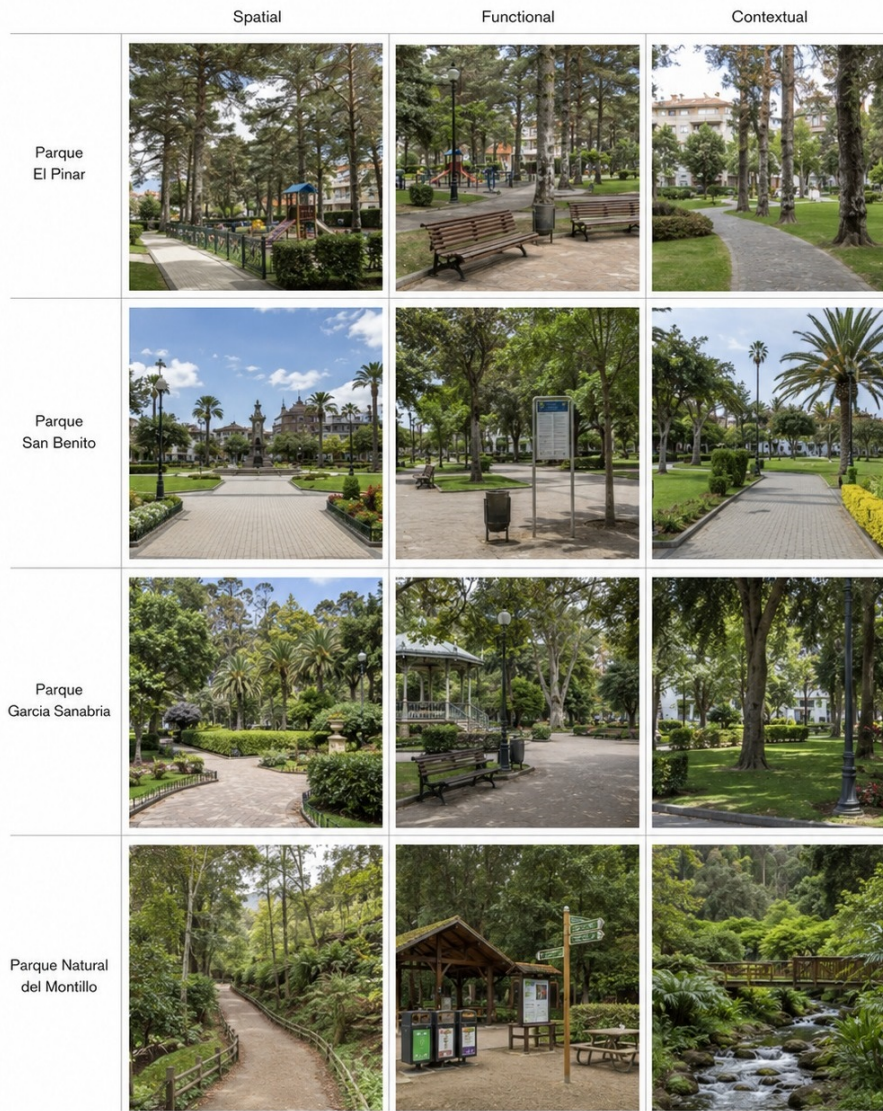 Spatial
Functional
Contextual
Parque
El Pinar
Parque
San Benito
Parque
Garcia Sanabria
Parque Natural
del Montillo